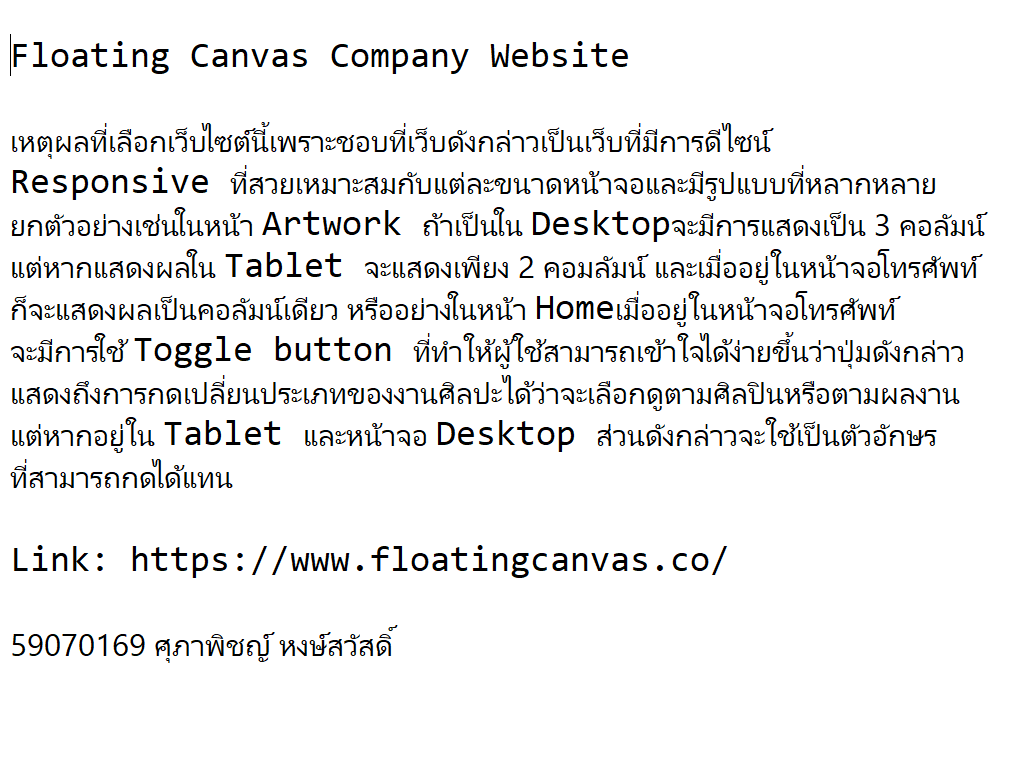 Floating Canvas Company Website
เหตุผลที่เลือกเว็บไซต์นี้เพราะชอบที่เว็บดังกล่าวเป็นเว็บที่มีการดีไซน์
Responsive ที่สวยเหมาะสมกับแต่ละขนาดหน้าจอและมีรูปแบบที่หลากหลาย
ยกตัวอย่างเช่นในหน้า Artwork ถ้าเป็นใน Desktopจะมีการแสดงเป็น 3 คอลัมน์
แต่หากแสดงผลใน Tablet จะแสดงเพียง 2 คอมลัมน์ และเมื่ออยู่ในหน้าจอโทรศัพท์
ก็จะแสดงผลเป็นคอลัมน์เดียว หรืออย่างในหน้า Homeเมื่ออยู่ในหน้าจอโทรศัพท์
จะมีการใช้ Toggle button ที่ทำให้ผู้ใช้สามารถเข้าใจได้ง่ายขึ้นว่าปุ่มดังกล่าว
แสดงถึงการกดเปลี่ยนประเภทของงานศิลปะได้ว่าจะเลือกดูตามศิลปินหรือตามผลงาน
แต่หากอยู่ใน Tablet และหน้าจอ Desktop ส่วนดังกล่าวจะใช้เป็นตัวอักษร
ที่สามารถกดได้แทน
Link: https://www.floatingcanvas.co/
59070169 ศุภาพิชญ์ หงษ์สวัสดิ์